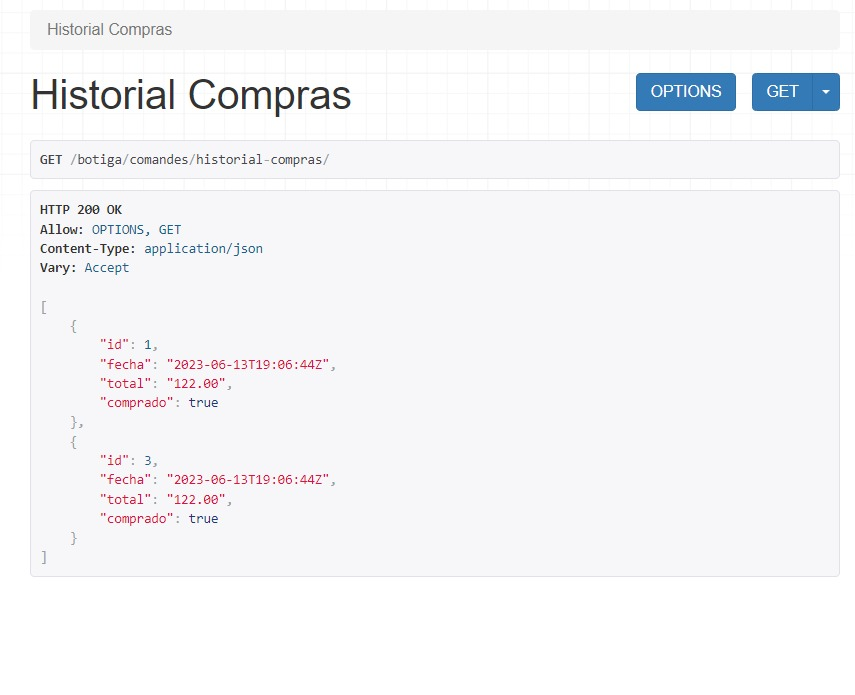 Historial Compras
Historial Compras
OPTIONS GET
GET /botiga/comandes/historial-compras/
HTTP 200 OK
Allow: OPTIONS, GET
Content-Type: application/json
Vary: Accept
[
    {
        "id": 1,
        "fecha": "2023-06-13T19:06:44Z",
        "total": "122.00",
        "comprado": true
    },
    {
        "id": 3,
        "fecha": "2023-06-13T19:06:44Z",
        "total": "122.00",
        "comprado": true
    }
]